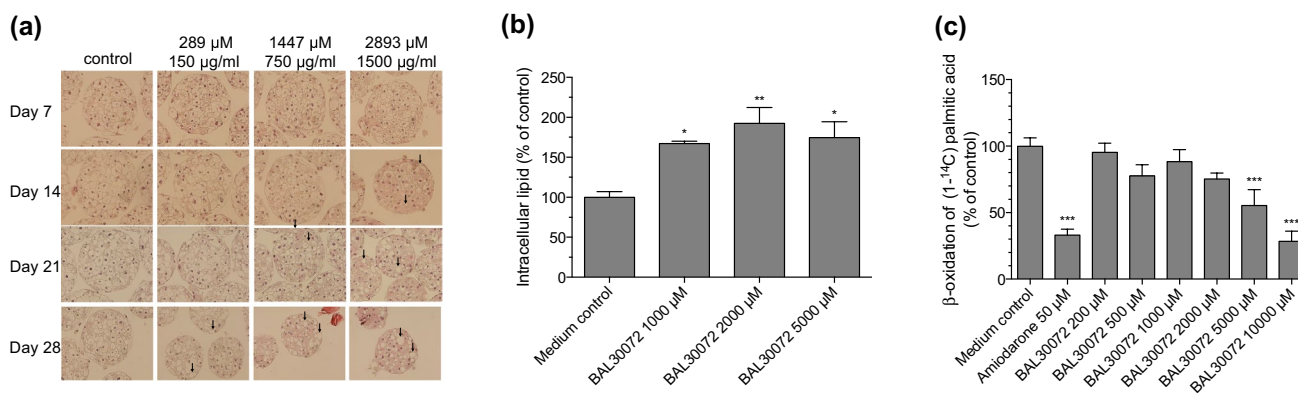 (a)
control
289 µM
150 µg/ml
1447 µM
750 µg/ml
2893 µM
1500 µg/ml
Day 7
Day 14
Day 21
Day 28
(b)
Intracellular lipid (% of control)
250
200
150
100
50
0
*
**
*
Medium control
BAL30072 1000 µM
BAL30072 2000 µM
BAL30072 5000 µM
(c)
β-oxidation of (1-¹⁴C) palmitic acid
(% of control)
150
100
50
0
***
***
***
Medium control
Amiodarone 50 µM
BAL30072 200 µM
BAL30072 500 µM
BAL30072 1000 µM
BAL30072 2000 µM
BAL30072 5000 µM
BAL30072 10000 µM